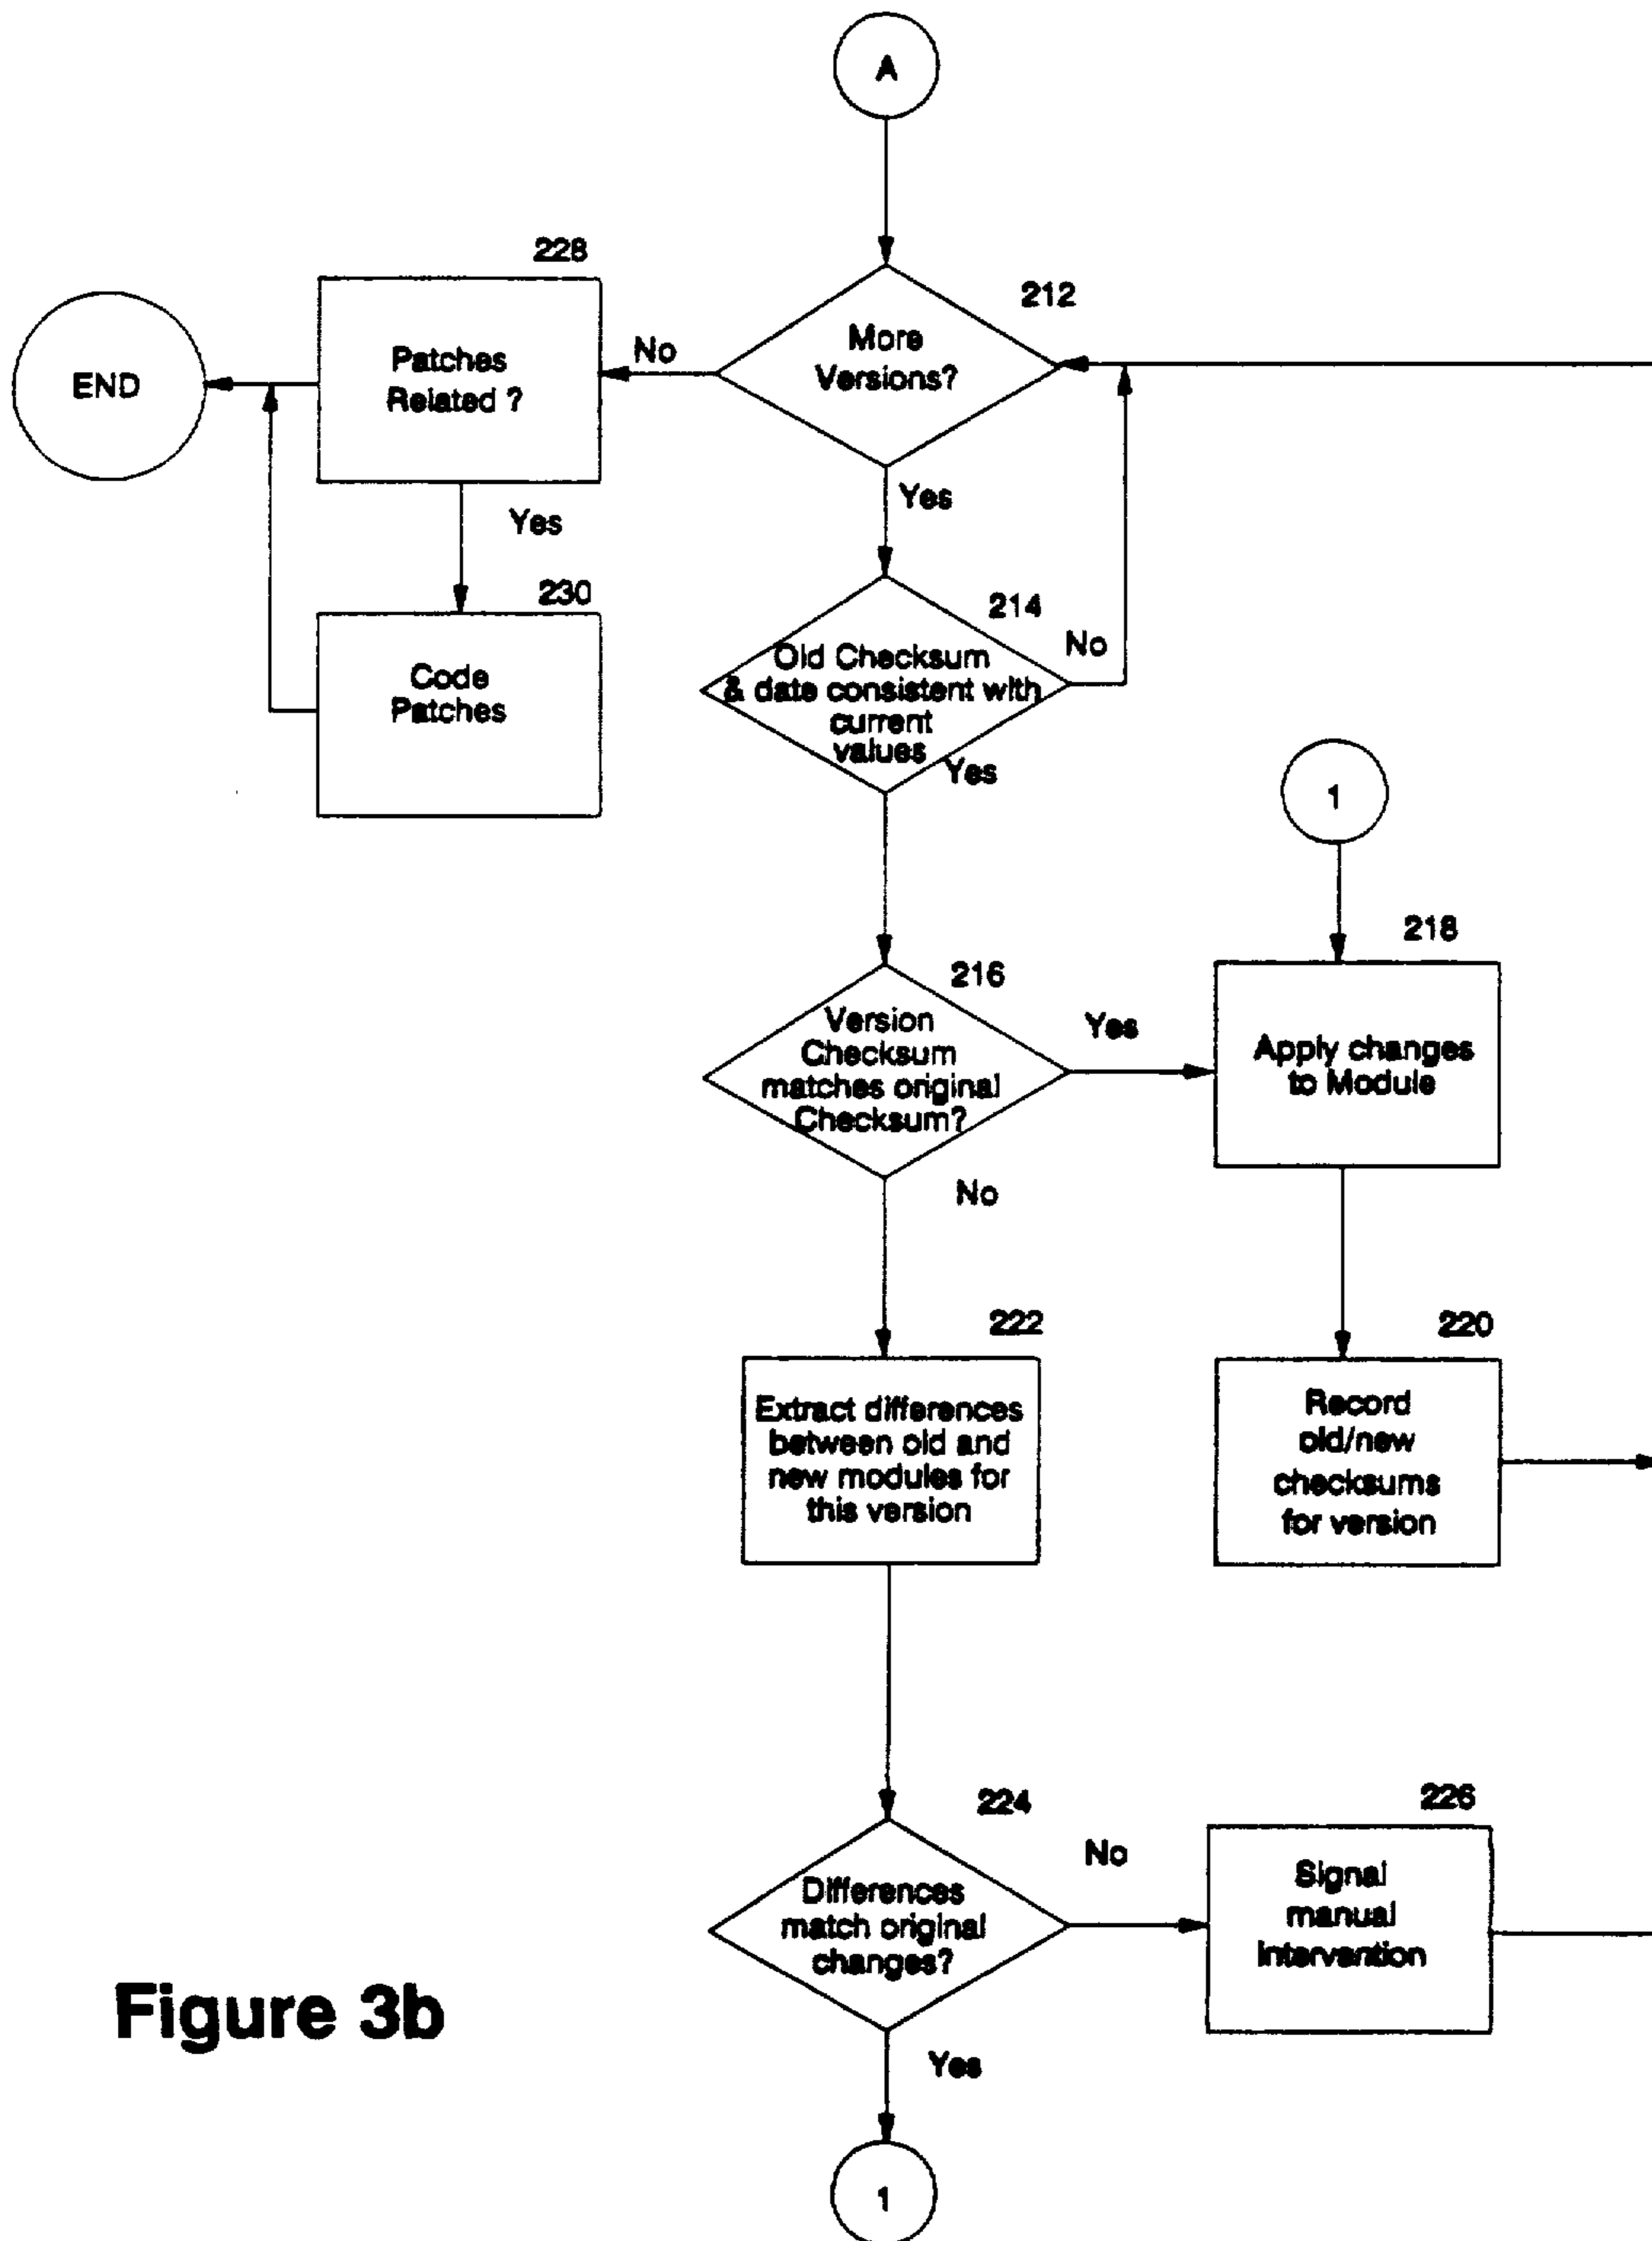 A
228
212
More
Versions?
No
Patches
Related ?
END
Yes
Yes
230
Code
Patches
214
No
Old Checksum
& date consistent with
current
values
Yes
1
218
216
Version
Checksum
matches original
Checksum?
Yes
Apply changes
to Module
No
222
220
Extract differences
between old and
new modules for
this version
Record
old/new
checksums
for version
224
226
No
Differences
match original
changes?
Signal
manual
intervention
Figure 3b
Yes
1